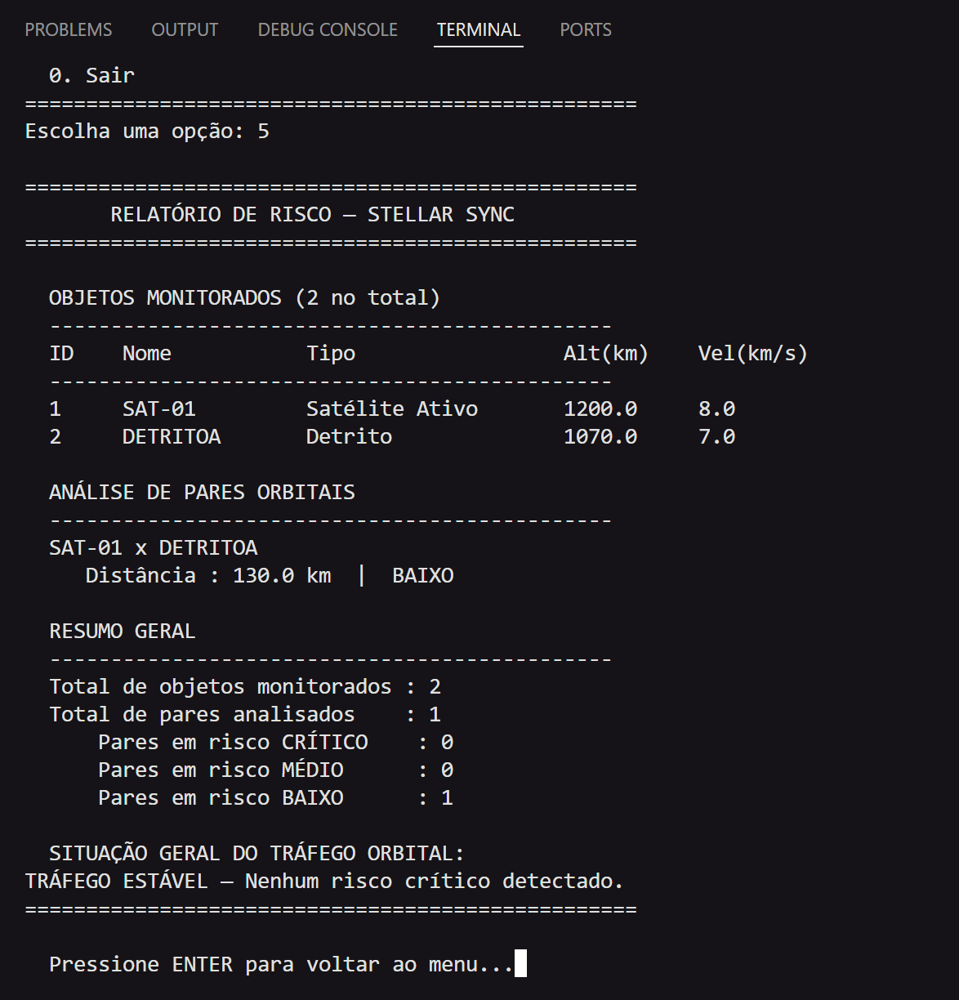 PROBLEMS OUTPUT DEBUG CONSOLE TERMINAL PORTS
0. Sair
==================================================
Escolha uma opção: 5
==================================================
RELATÓRIO DE RISCO — STELLAR SYNC
==================================================
OBJETOS MONITORADOS (2 no total)
----------------------------------------------
ID Nome Tipo Alt(km) Vel(km/s)
----------------------------------------------
1 SAT-01 Satélite Ativo 1200.0 8.0
2 DETRITOA Detrito 1070.0 7.0
ANÁLISE DE PARES ORBITAIS
----------------------------------------------
SAT-01 x DETRITOA
Distância : 130.0 km | BAIXO
RESUMO GERAL
----------------------------------------------
Total de objetos monitorados : 2
Total de pares analisados : 1
Pares em risco CRÍTICO : 0
Pares em risco MÉDIO : 0
Pares em risco BAIXO : 1
SITUAÇÃO GERAL DO TRÁFEGO ORBITAL:
TRÁFEGO ESTÁVEL — Nenhum risco crítico detectado.
==================================================
Pressione ENTER para voltar ao menu...